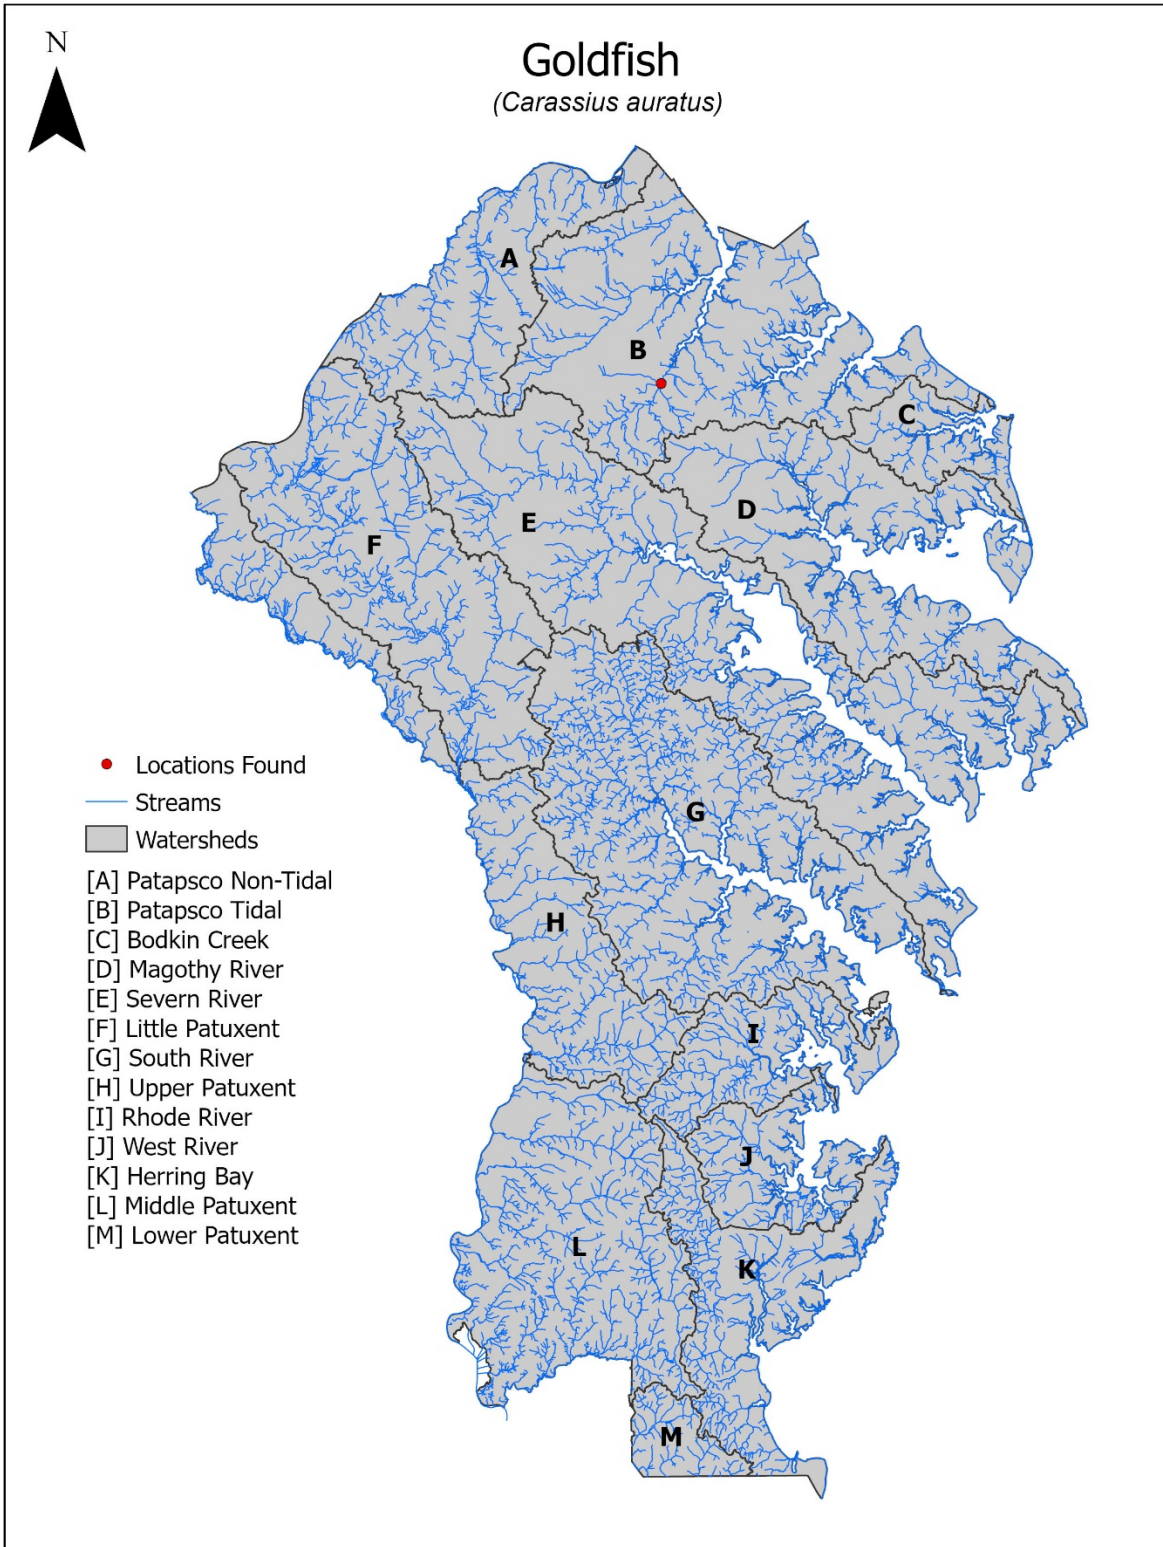 N
Goldfish
(Carassius auratus)
A
B
C
D
E
F
G
H
I
J
K
L
M
Locations Found
Streams
Watersheds
[A] Patapsco Non-Tidal
[B] Patapsco Tidal
[C] Bodkin Creek
[D] Magothy River
[E] Severn River
[F] Little Patuxent
[G] South River
[H] Upper Patuxent
[I] Rhode River
[J] West River
[K] Herring Bay
[L] Middle Patuxent
[M] Lower Patuxent